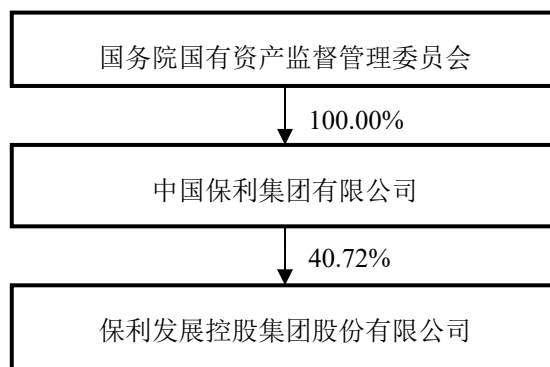 国务院国有资产监督管理委员会
100.00%
中国保利集团有限公司
40.72%
保利发展控股集团股份有限公司